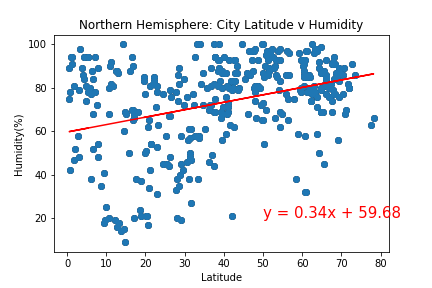 Northern Hemisphere: City Latitude v Humidity
100
80
60
40
20
Humidity(%)
y = 0.34x + 59.68
0 10 20 30 40 50 60 70 80
Latitude